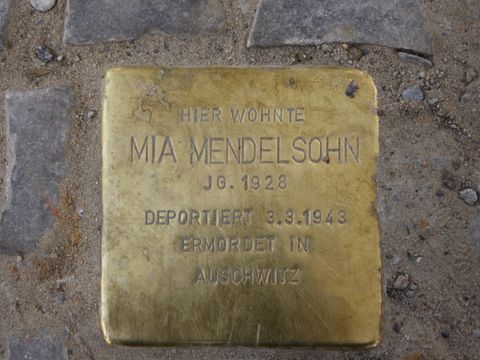 HIER WOHNTE
MIA MENDELSOHN
JG. 1928
DEPORTIERT 3.3.1943
ERMORDET IN
AUSCHWITZ